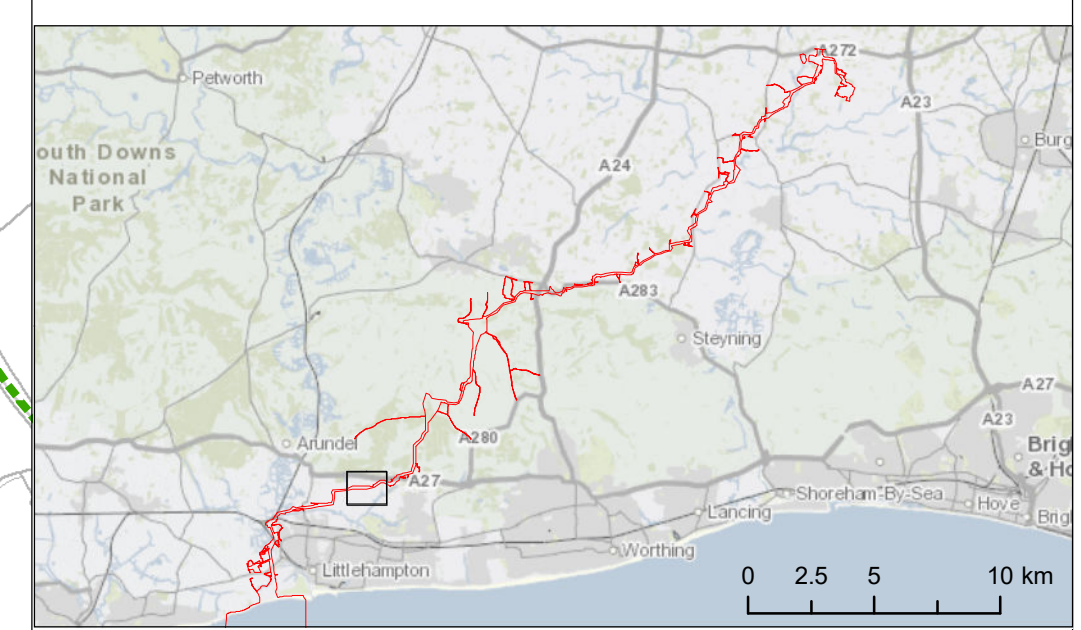 A272
Petworth
A23
Burg
outh Downs
National
Park
A24
A283
Steyning
A27
A23
Arundel
A280
Brig
& Ho
A27
Shoreham-By-Sea
Hove
Lancing
Brig
Worthing
Littlehampton
0 2.5 5 10 km